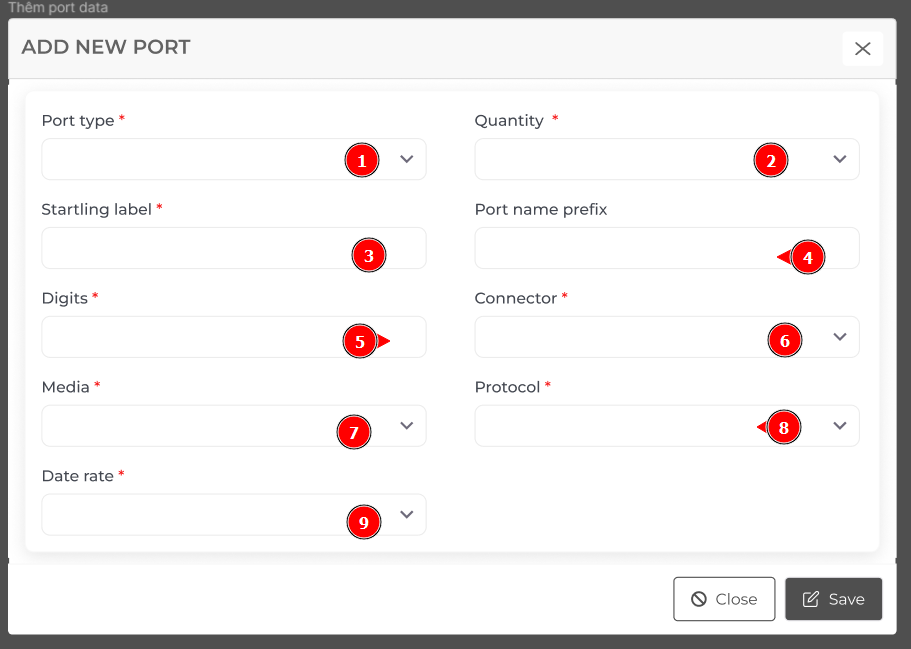 Thêm port data
ADD NEW PORT
Port type *
Quantity *
1
2
Startling label *
Port name prefix
3
4
Digits *
Connector *
5
6
Media *
Protocol *
7
8
Date rate *
9
Close
Save